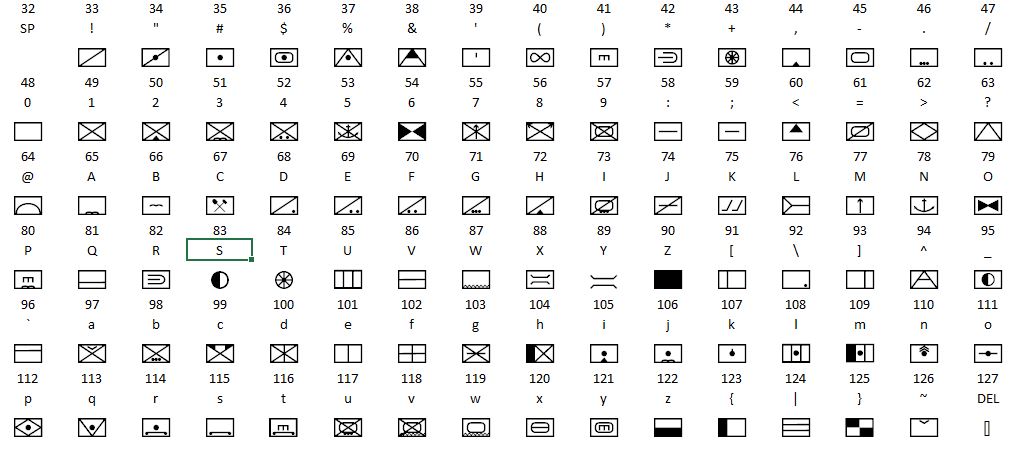 32 33 34 35 36 37 38 39 40 41 42 43 44 45 46 47
SP ! " # $ % & ' ( ) * + , - . /
48 49 50 51 52 53 54 55 56 57 58 59 60 61 62 63
0 1 2 3 4 5 6 7 8 9 : ; < = > ?
64 65 66 67 68 69 70 71 72 73 74 75 76 77 78 79
@ A B C D E F G H I J K L M N O
80 81 82 83 84 85 86 87 88 89 90 91 92 93 94 95
P Q R S T U V W X Y Z [ \ ] ^ _
96 97 98 99 100 101 102 103 104 105 106 107 108 109 110 111
` a b c d e f g h i j k l m n o
112 113 114 115 116 117 118 119 120 121 122 123 124 125 126 127
p q r s t u v w x y z { | } ~ DEL